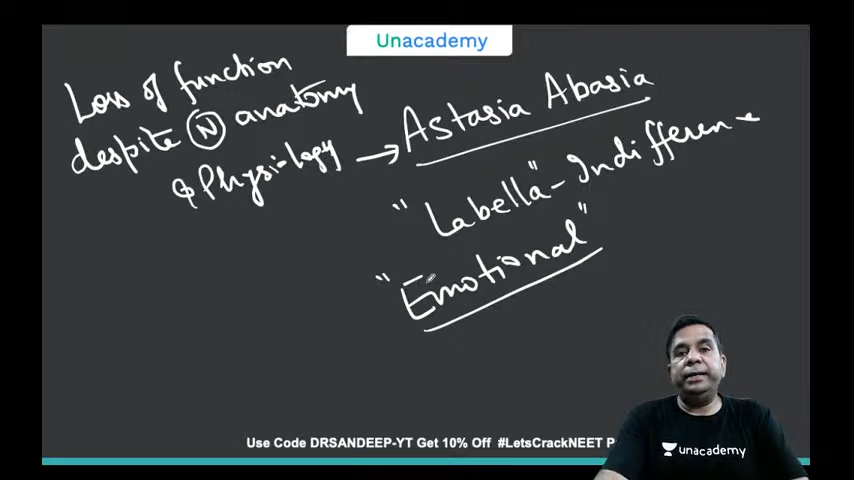 Unacademy
Loss of function
despite (N) anatomy
& Physiology → Astasia Abasia
"Labella" - Indifferen
"Emotional"
unacademy
Use Code DRSANDEEP-YT Get 10% Off #LetsCrackNEET P